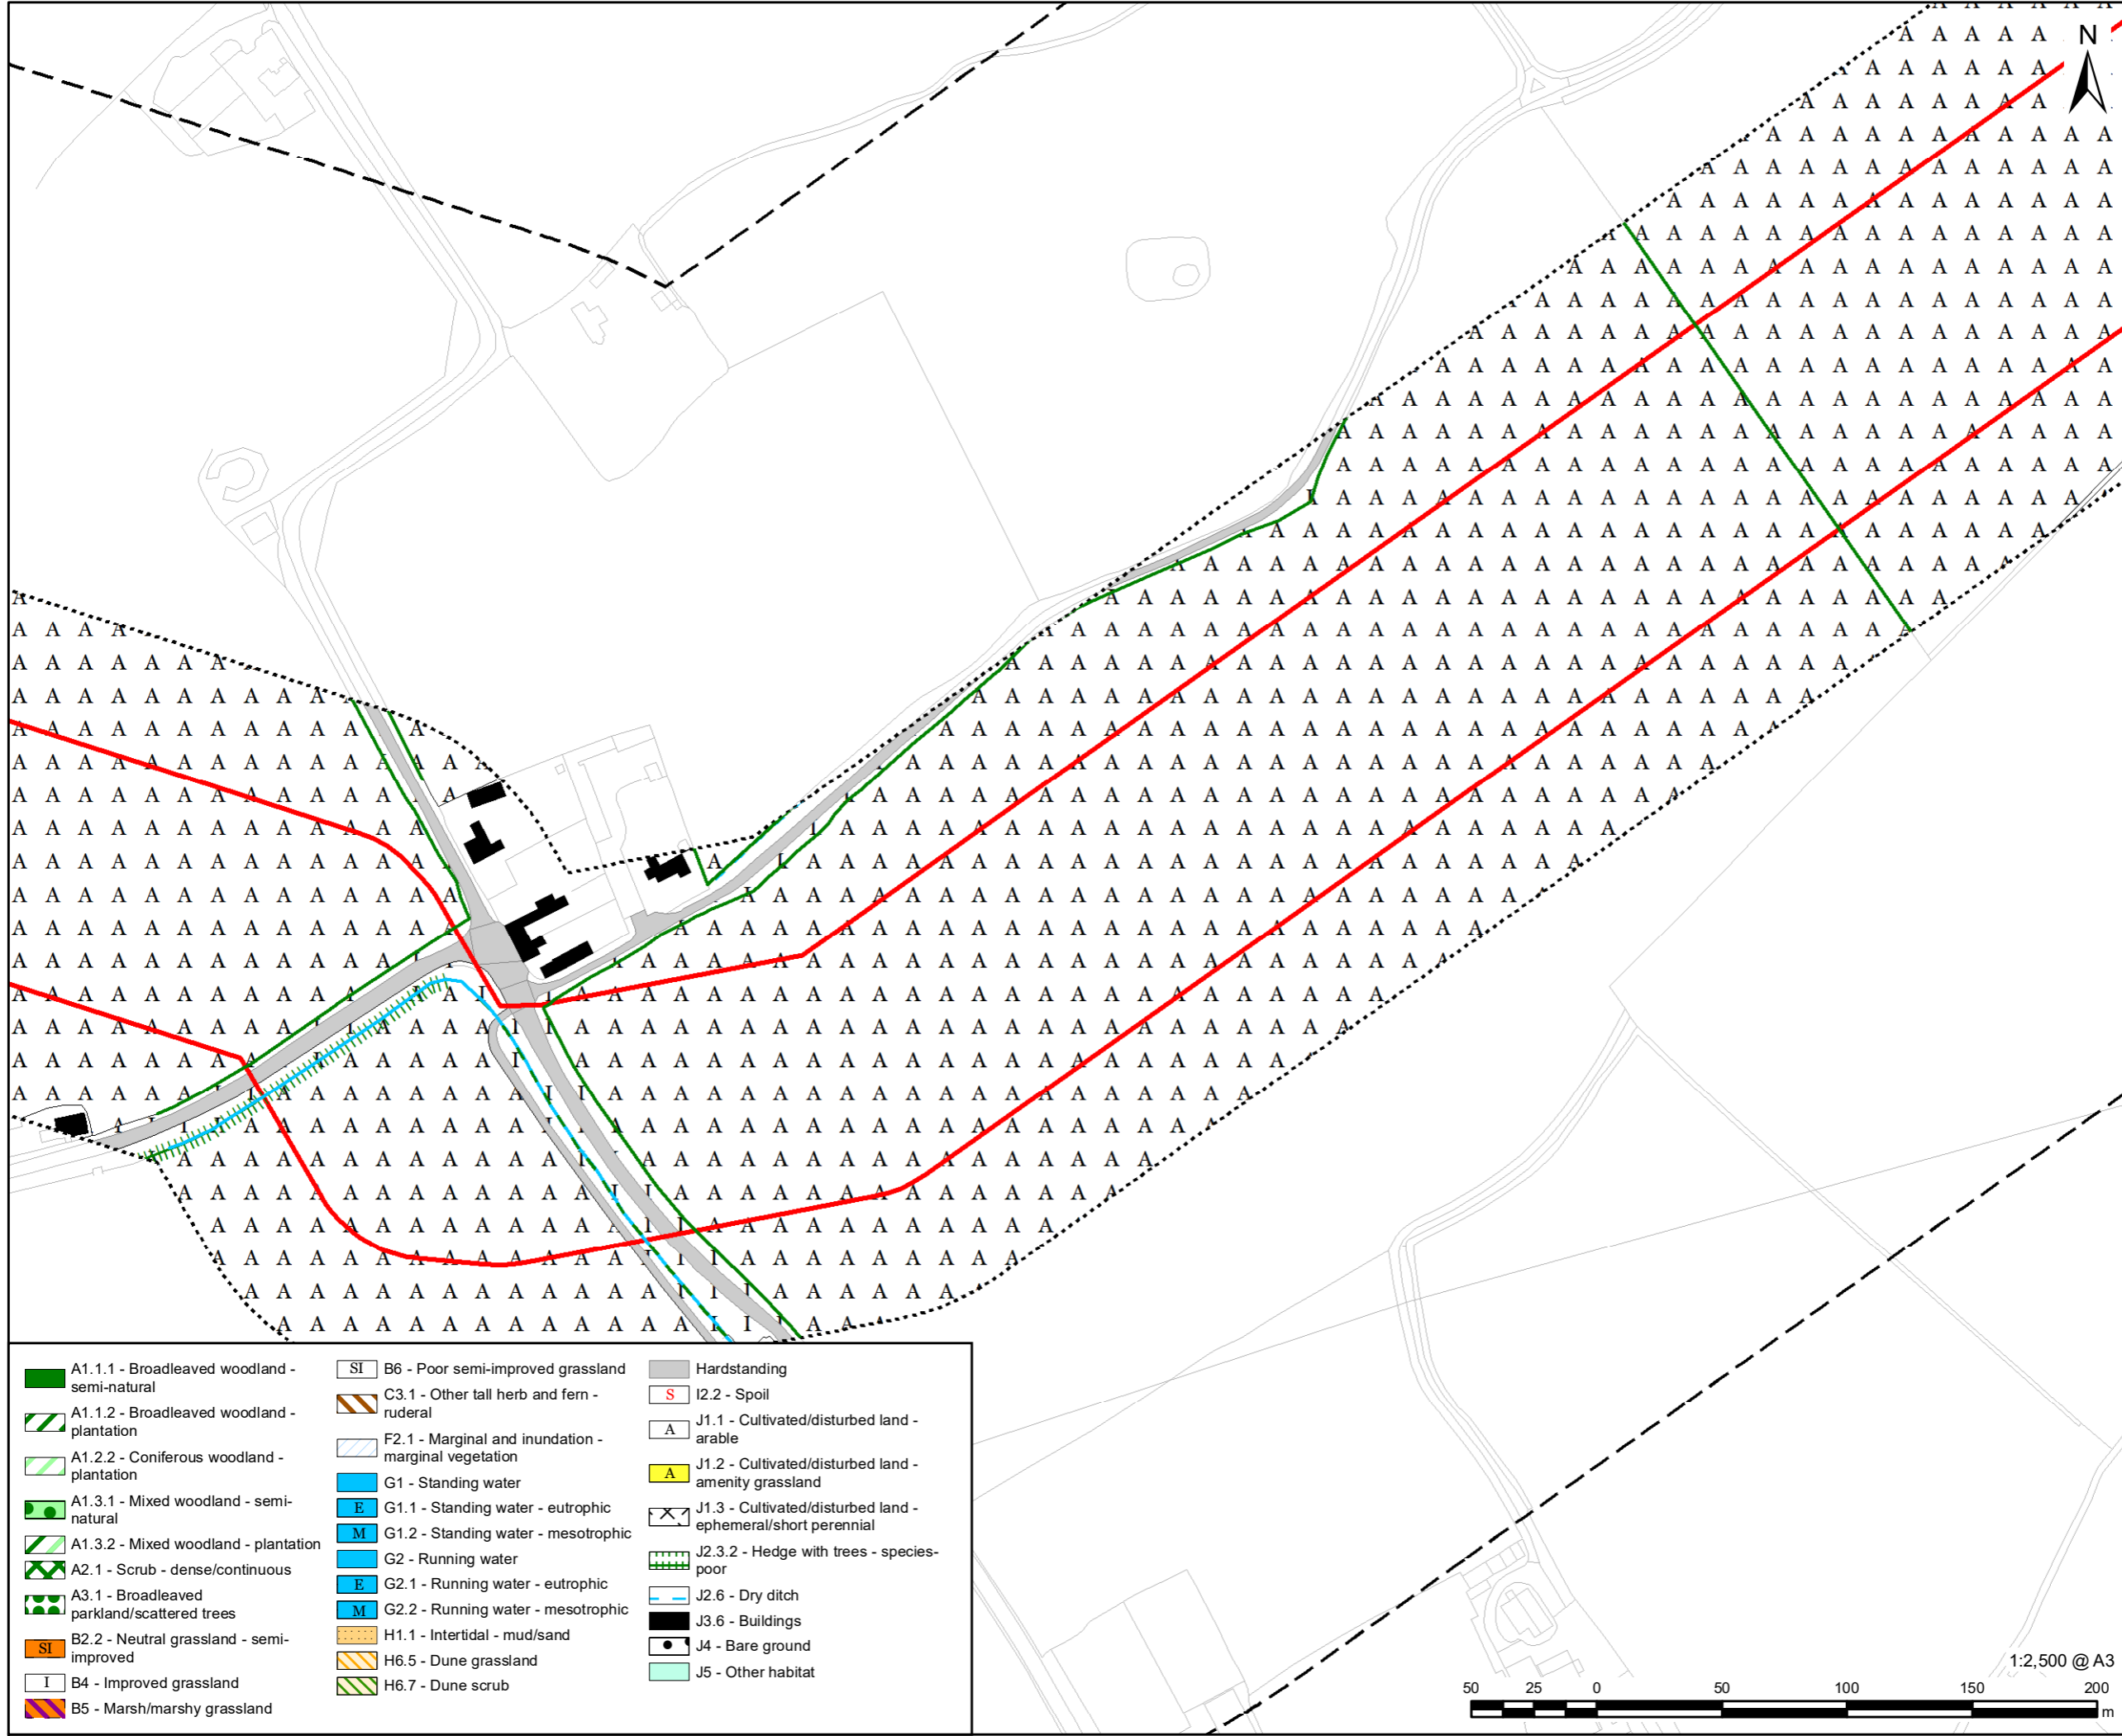 N
A1.1.1 - Broadleaved woodland -
semi-natural
A1.1.2 - Broadleaved woodland -
plantation
A1.2.2 - Coniferous woodland -
plantation
A1.3.1 - Mixed woodland - semi-
natural
A1.3.2 - Mixed woodland - plantation
A2.1 - Scrub - dense/continuous
A3.1 - Broadleaved
parkland/scattered trees
SI B2.2 - Neutral grassland - semi-
improved
I B4 - Improved grassland
B5 - Marsh/marshy grassland
SI B6 - Poor semi-improved grassland
C3.1 - Other tall herb and fern -
ruderal
F2.1 - Marginal and inundation -
marginal vegetation
G1 - Standing water
E G1.1 - Standing water - eutrophic
M G1.2 - Standing water - mesotrophic
G2 - Running water
E G2.1 - Running water - eutrophic
M G2.2 - Running water - mesotrophic
H1.1 - Intertidal - mud/sand
H6.5 - Dune grassland
H6.7 - Dune scrub
Hardstanding
S I2.2 - Spoil
A J1.1 - Cultivated/disturbed land -
arable
A J1.2 - Cultivated/disturbed land -
amenity grassland
J1.3 - Cultivated/disturbed land -
ephemeral/short perennial
J2.3.2 - Hedge with trees - species-
poor
J2.6 - Dry ditch
J3.6 - Buildings
J4 - Bare ground
J5 - Other habitat
1:2,500 @ A3
50 25 0 50 100 150 200
m